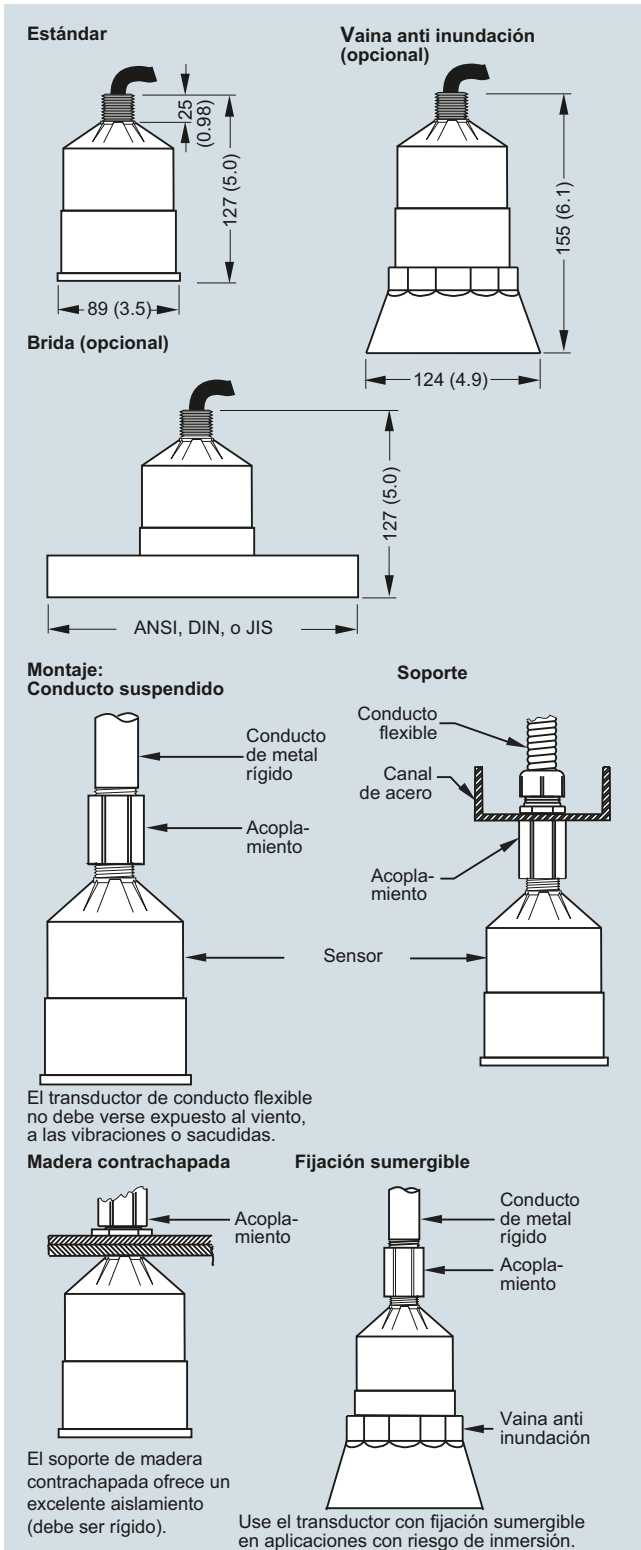 Estándar
25
(0.98)
127 (5.0)
89 (3.5)
Vaina anti inundación
(opcional)
155 (6.1)
124 (4.9)
Brida (opcional)
127 (5.0)
ANSI, DIN, o JIS
Montaje:
Conducto suspendido
Conducto
de metal
rígido
Acopla-
miento
Soporte
Conducto
flexible
Canal
de acero
Acopla-
miento
Sensor
El transductor de conducto flexible
no debe verse expuesto al viento,
a las vibraciones o sacudidas.
Madera contrachapada
Acopla-
miento
El soporte de madera
contrachapada ofrece un
excelente aislamiento
(debe ser rígido).
Fijación sumergible
Conducto
de metal
rígido
Acopla-
miento
Vaina anti
inundación
Use el transductor con fijación sumergible
en aplicaciones con riesgo de inmersión.